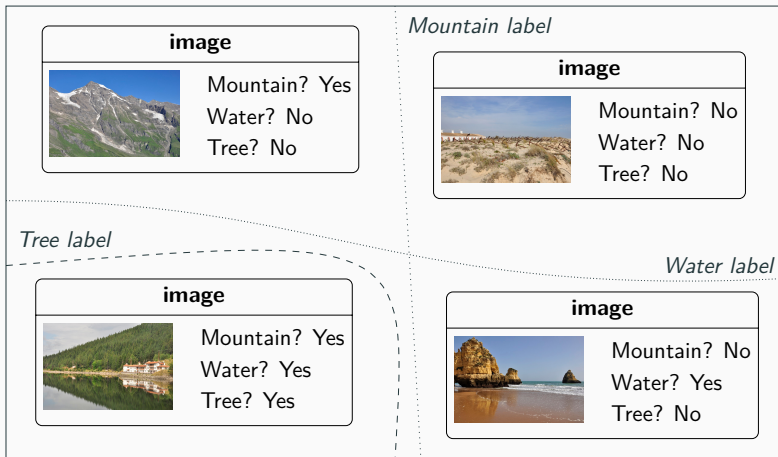 Mountain label
image
Mountain? Yes
Water? No
Tree? No
image
Mountain? No
Water? No
Tree? No
Tree label
Water label
image
Mountain? Yes
Water? Yes
Tree? Yes
image
Mountain? No
Water? Yes
Tree? No